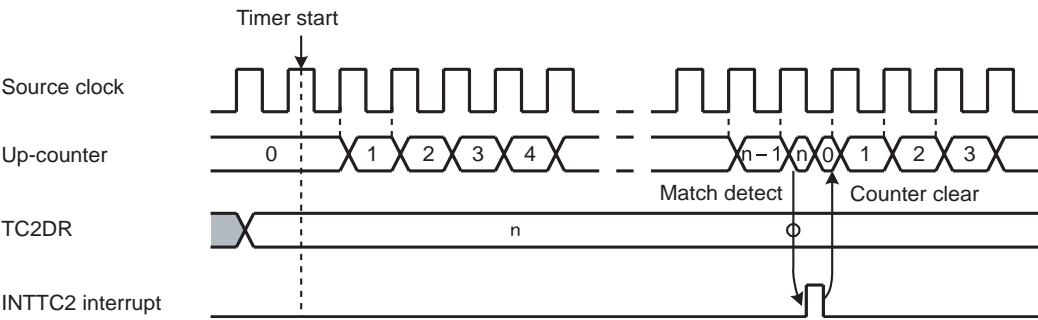 Timer start
Source clock
Up-counter 0 1 2 3 4 n – 1 n 0 1 2 3
Match detect Counter clear
TC2DR n
INTTC2 interrupt